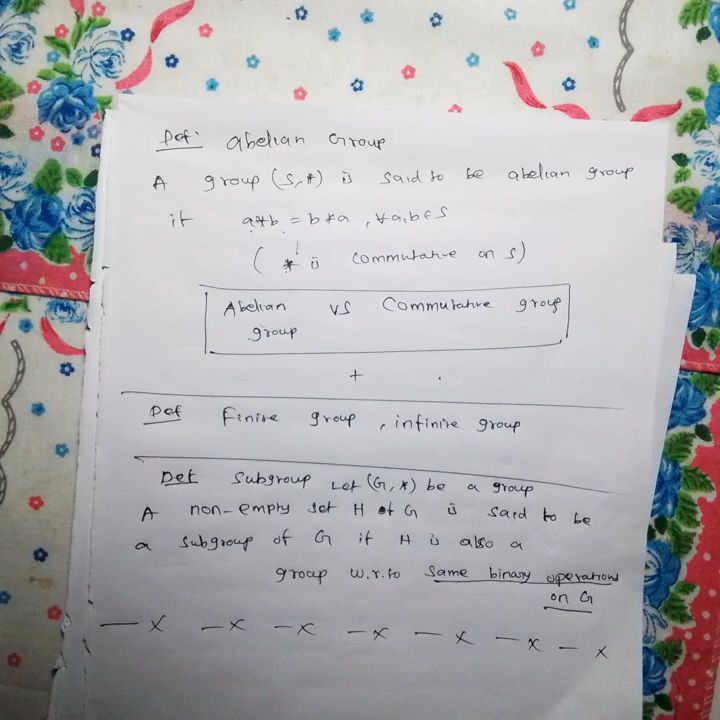 Def: abelian Group
A group (S,*) is said to be abelian group
if a*b = b*a , ∀a,b∈S
( * is commutative on S)
Abelian group vs Commutative group
+
Def Finite group , infinite group
Def Subgroup Let (G,*) be a group
A non-empty set H of G is said to be
a subgroup of G if H is also a
group w.r.to same binary operation
on G
— x — x — x — x — x — x — x